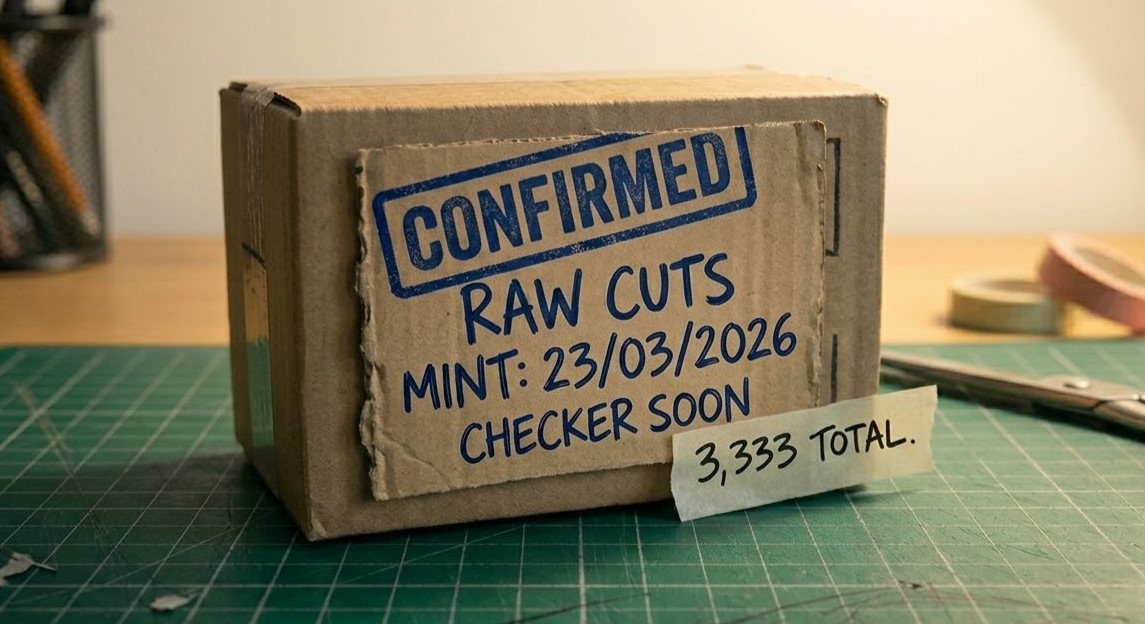 CONFIRMED
RAW CUTS
MINT: 23/03/2026
CHECKER SOON
3,333 TOTAL.